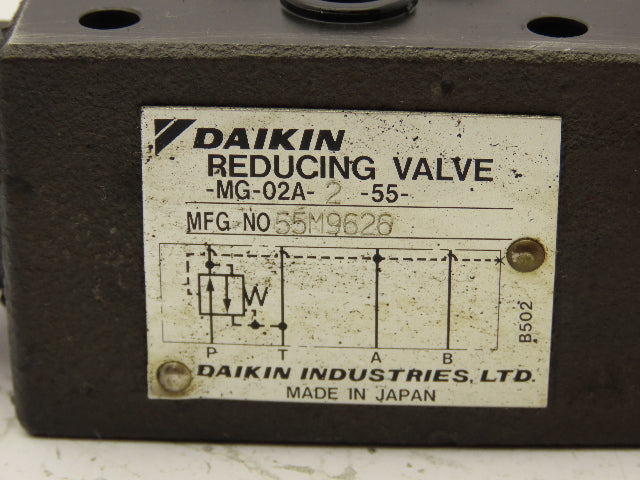 DAIKIN
REDUCING VALVE
-MG-02A- 2 -55-
MFG NO 55M9626
P T A B
B502
DAIKIN INDUSTRIES, LTD.
MADE IN JAPAN